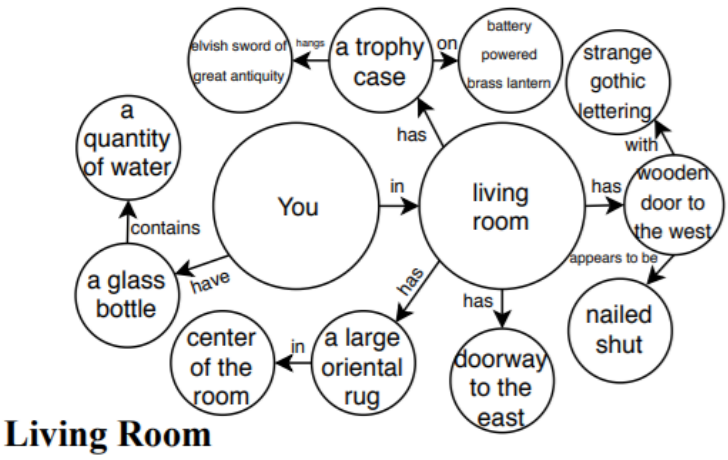 elvish sword of
great antiquity
hangs
a trophy
case
on
battery
powered
brass lantern
strange
gothic
lettering
a
quantity
of water
has
with
You
in
living
room
has
wooden
door to
the west
contains
appears to be
a glass
bottle
have
has
has
nailed
shut
center
of the
room
in
a large
oriental
rug
doorway
to the
east
Living Room